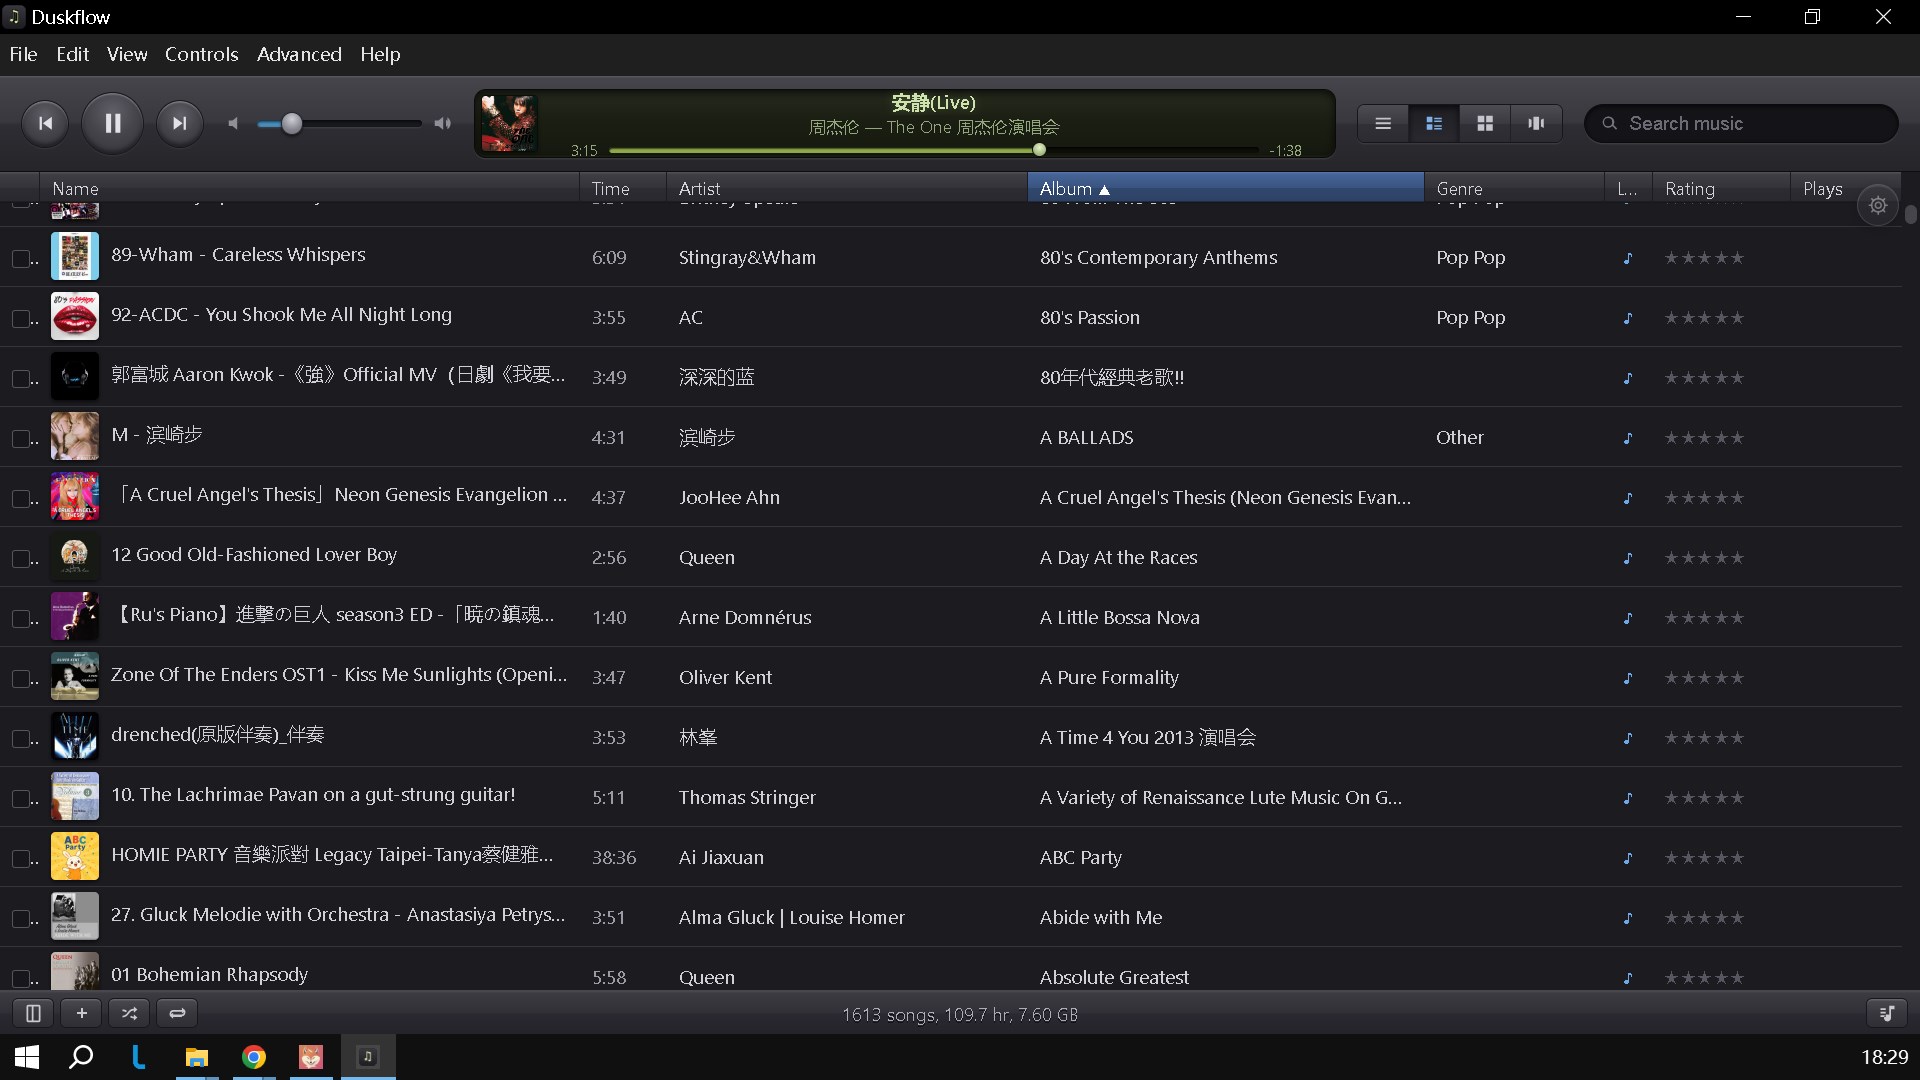 Duskflow
File Edit View Controls Advanced Help
安静(Live)
周杰伦 — The One 周杰伦演唱会
3:15 -1:38
Search music
Name Time Artist Album ▲ Genre L... Rating Plays
89-Wham - Careless Whispers 6:09 Stingray&Wham 80's Contemporary Anthems Pop Pop
92-ACDC - You Shook Me All Night Long 3:55 AC 80's Passion Pop Pop
郭富城 Aaron Kwok -《強》Official MV（日劇《我要... 3:49 深深的蓝 80年代經典老歌!!
M - 滨崎步 4:31 滨崎步 A BALLADS Other
「A Cruel Angel's Thesis」Neon Genesis Evangelion ... 4:37 JooHee Ahn A Cruel Angel's Thesis (Neon Genesis Evan...
12 Good Old-Fashioned Lover Boy 2:56 Queen A Day At the Races
【Ru's Piano】進撃の巨人 season3 ED -「暁の鎮魂... 1:40 Arne Domnérus A Little Bossa Nova
Zone Of The Enders OST1 - Kiss Me Sunlights (Openi... 3:47 Oliver Kent A Pure Formality
drenched(原版伴奏)_伴奏 3:53 林峯 A Time 4 You 2013 演唱会
10. The Lachrimae Pavan on a gut-strung guitar! 5:11 Thomas Stringer A Variety of Renaissance Lute Music On G...
HOMIE PARTY 音樂派對 Legacy Taipei-Tanya蔡健雅... 38:36 Ai Jiaxuan ABC Party
27. Gluck Melodie with Orchestra - Anastasiya Petrys... 3:51 Alma Gluck | Louise Homer Abide with Me
01 Bohemian Rhapsody 5:58 Queen Absolute Greatest
1613 songs, 109.7 hr, 7.60 GB
18:29